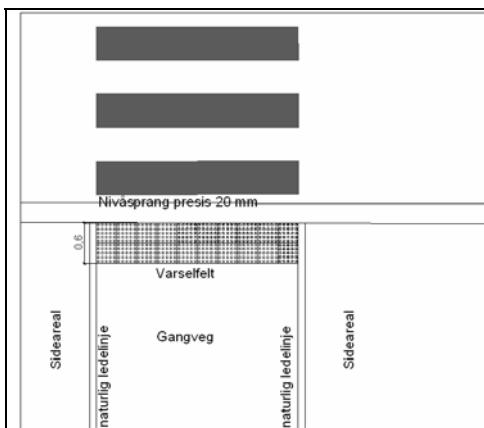 Nivåsprang presis 20 mm
0.6
Varselfelt
Gangveg
Sideareal
naturlig ledelinje
naturlig ledelinje
Sideareal